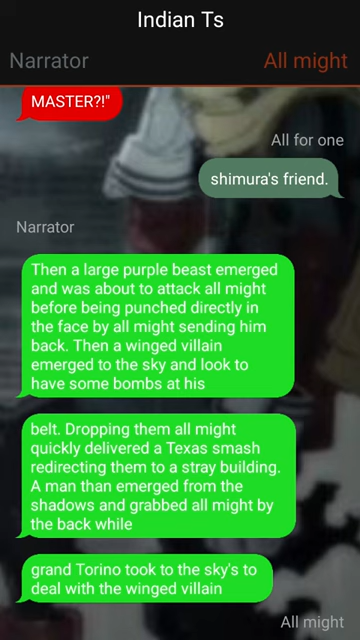 Indian Ts
Narrator
All might
MASTER?!"
All for one
shimura's friend.
Narrator
Then a large purple beast emerged
and was about to attack all might
before being punched directly in
the face by all might sending him
back. Then a winged villain
emerged to the sky and look to
have some bombs at his
belt. Dropping them all might
quickly delivered a Texas smash
redirecting them to a stray building.
A man than emerged from the
shadows and grabbed all might by
the back while
grand Torino took to the sky's to
deal with the winged villain
All might